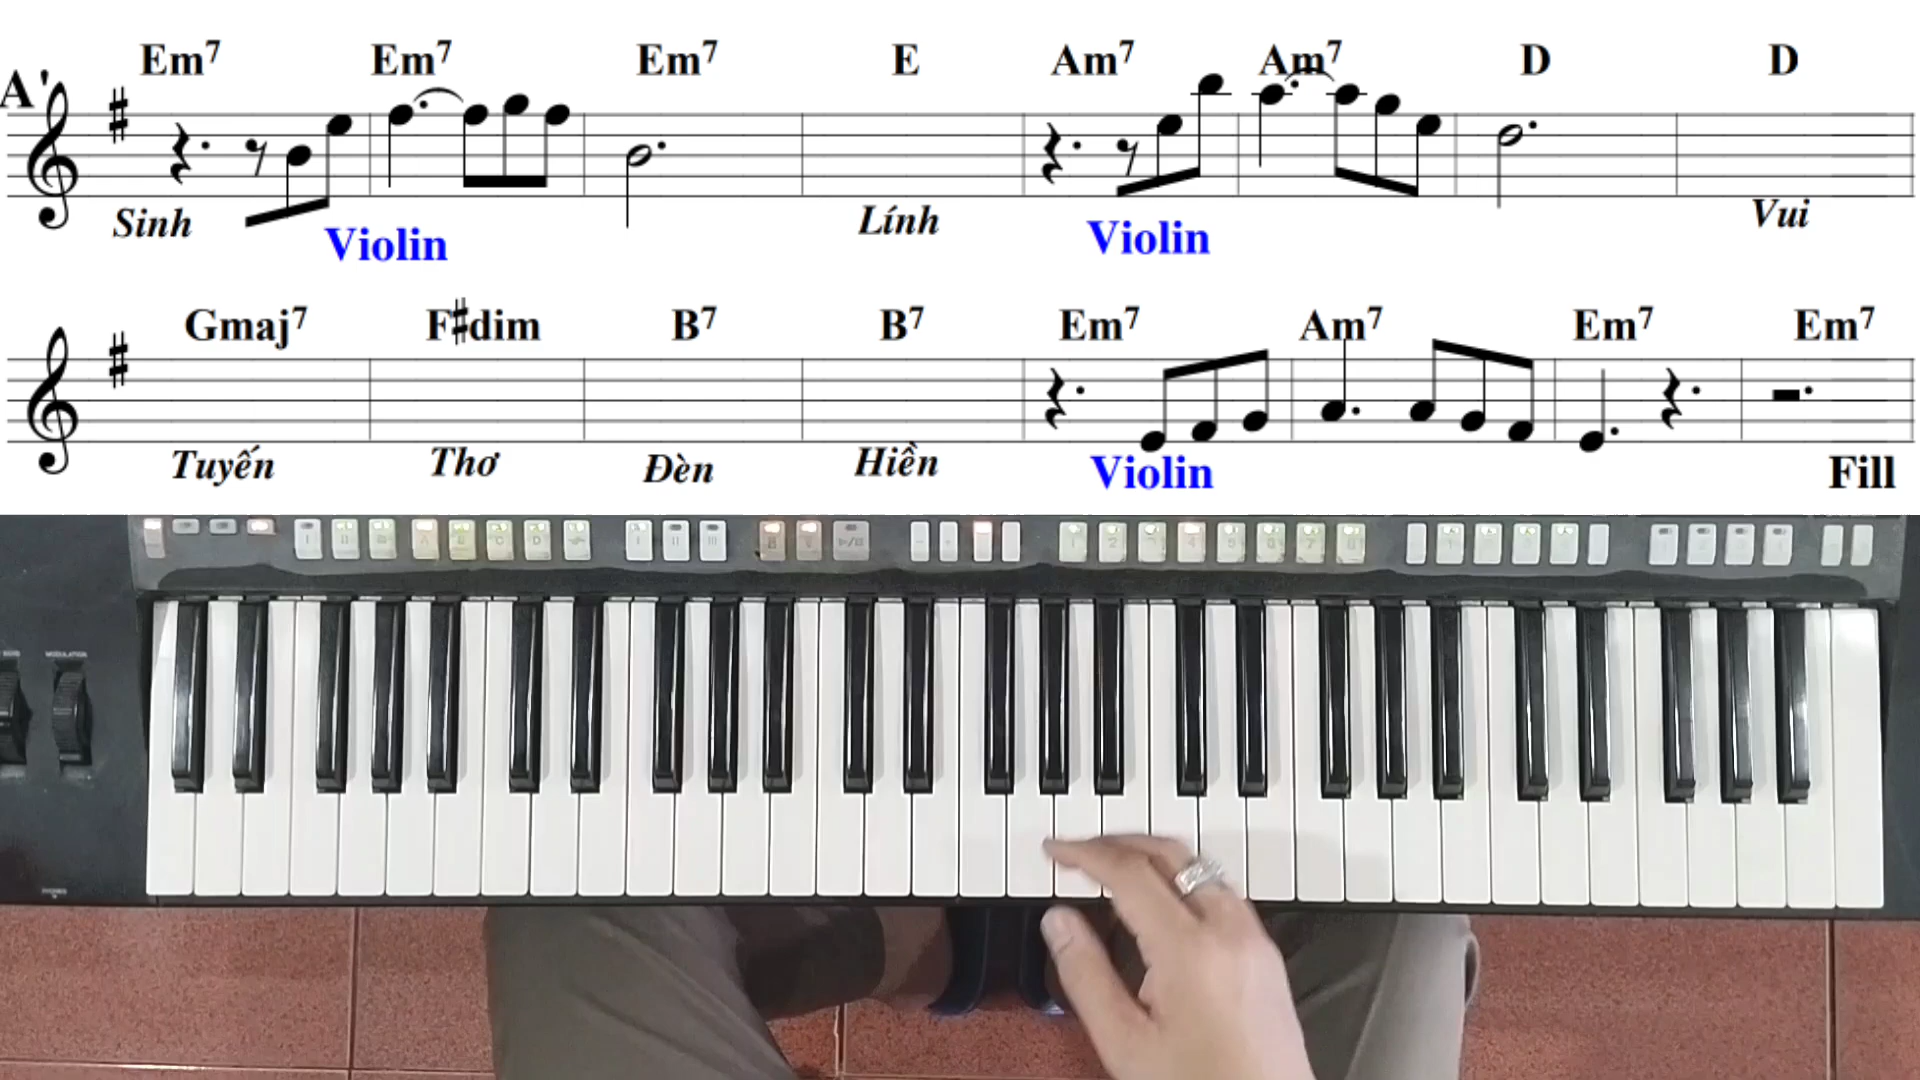 Em7 Em7 Em7 E Am7 Am7 D D
A'
Sinh Lính Vui
Violin Violin
Gmaj7 F#dim B7 B7 Em7 Am7 Em7 Em7
Tuyến Thơ Đèn Hiền
Violin Fill
MODULATION